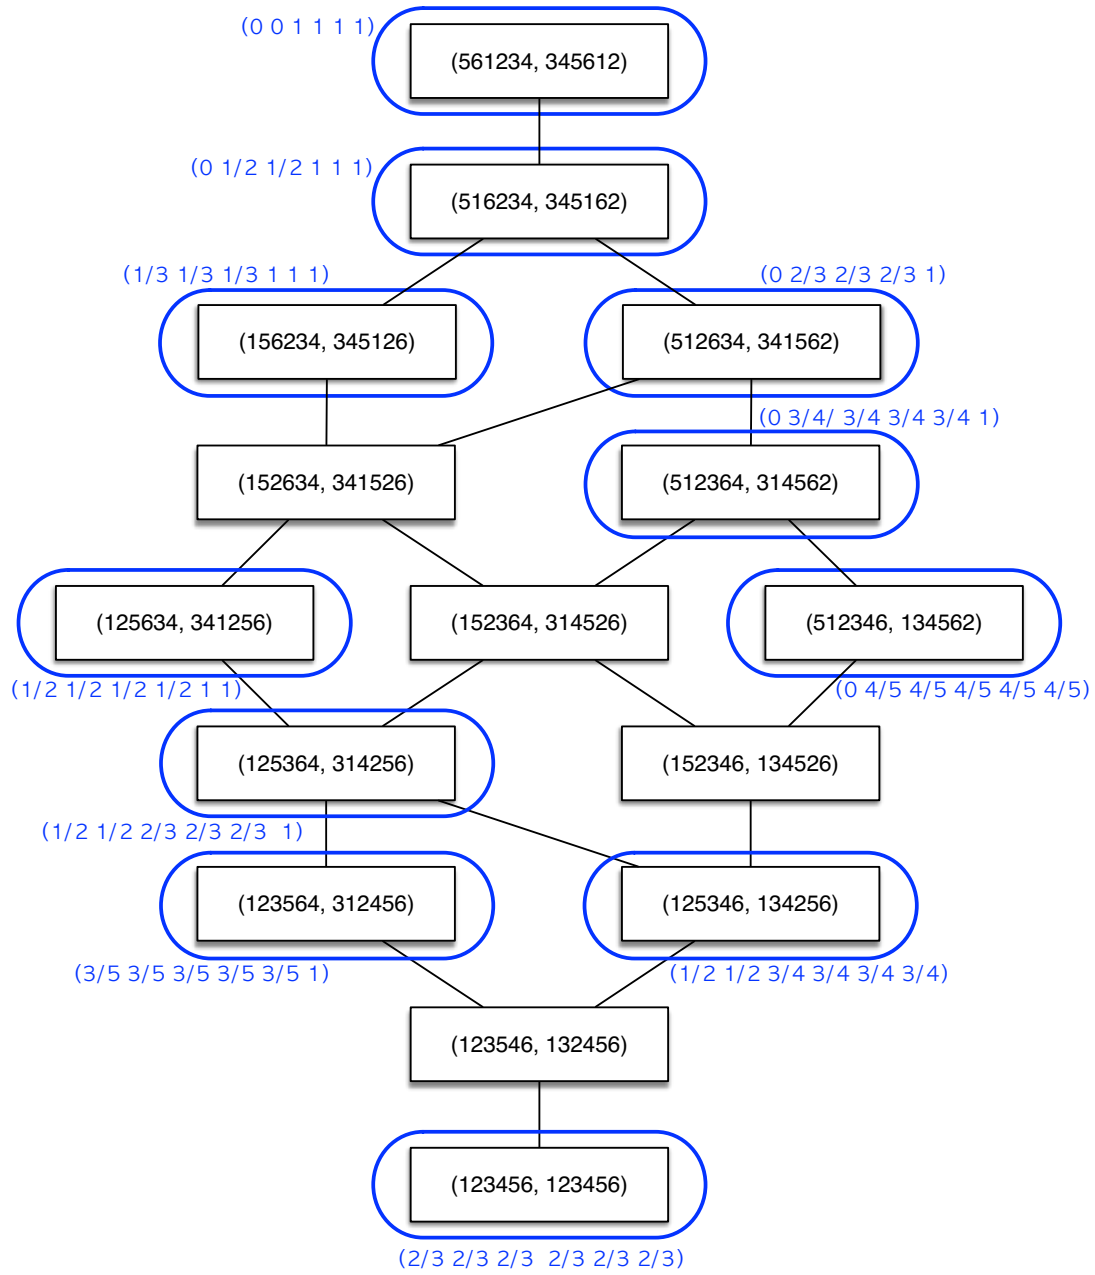 (0 0 1 1 1 1)
(561234, 345612)
(0 1/2 1/2 1 1 1)
(516234, 345162)
(1/3 1/3 1/3 1 1 1)
(0 2/3 2/3 2/3 1)
(156234, 345126)
(512634, 341562)
(0 3/4/ 3/4 3/4 3/4 1)
(152634, 341526)
(512364, 314562)
(125634, 341256)
(152364, 314526)
(512346, 134562)
(1/2 1/2 1/2 1/2 1 1)
(0 4/5 4/5 4/5 4/5 4/5)
(125364, 314256)
(152346, 134526)
(1/2 1/2 2/3 2/3 2/3 1)
(123564, 312456)
(125346, 134256)
(3/5 3/5 3/5 3/5 3/5 1)
(1/2 1/2 3/4 3/4 3/4 3/4)
(123546, 132456)
(123456, 123456)
(2/3 2/3 2/3 2/3 2/3 2/3)